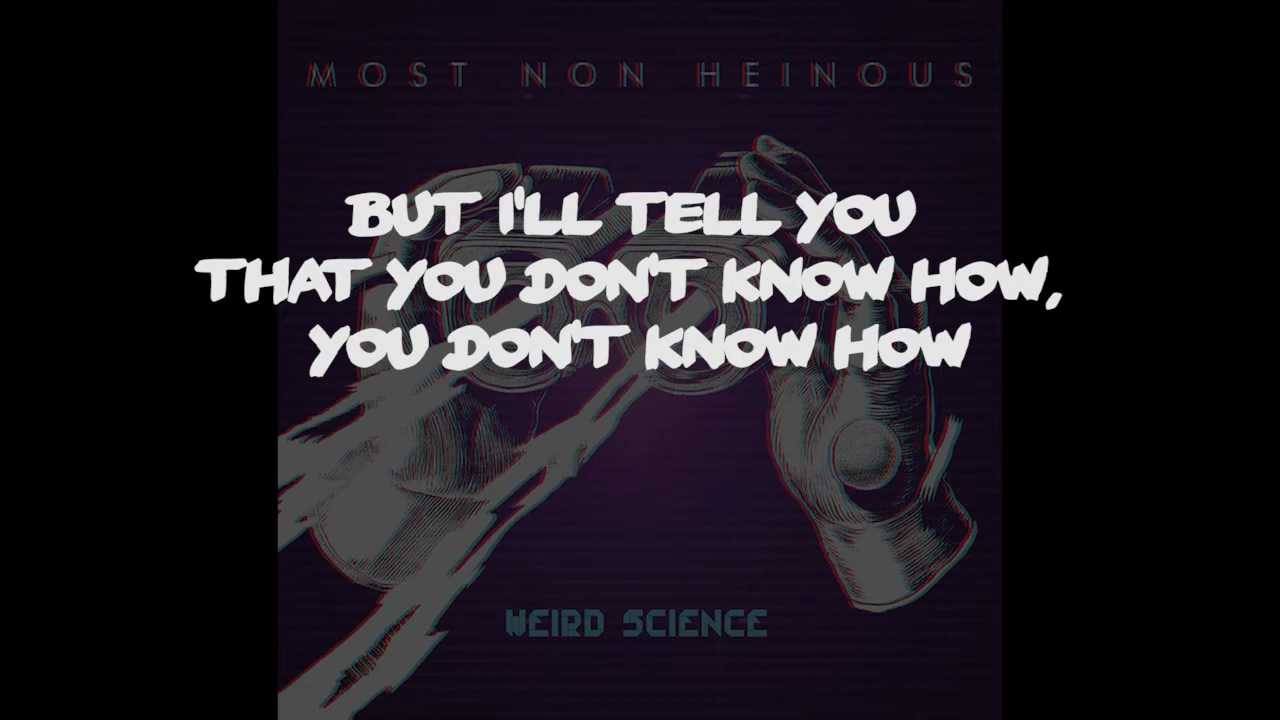 MOST NON HEINOUS
BUT I'LL TELL YOU
THAT YOU DON'T KNOW HOW,
YOU DON'T KNOW HOW
WEIRD SCIENCE